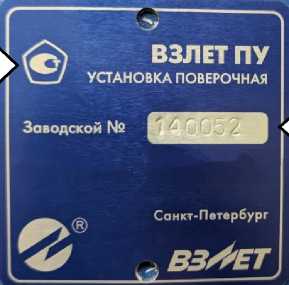 ВЗЛЕТ ПУ
УСТАНОВКА ПОВЕРОЧНАЯ
Заводской № 140052
Санкт-Петербург
®
ВЗЛЕТ